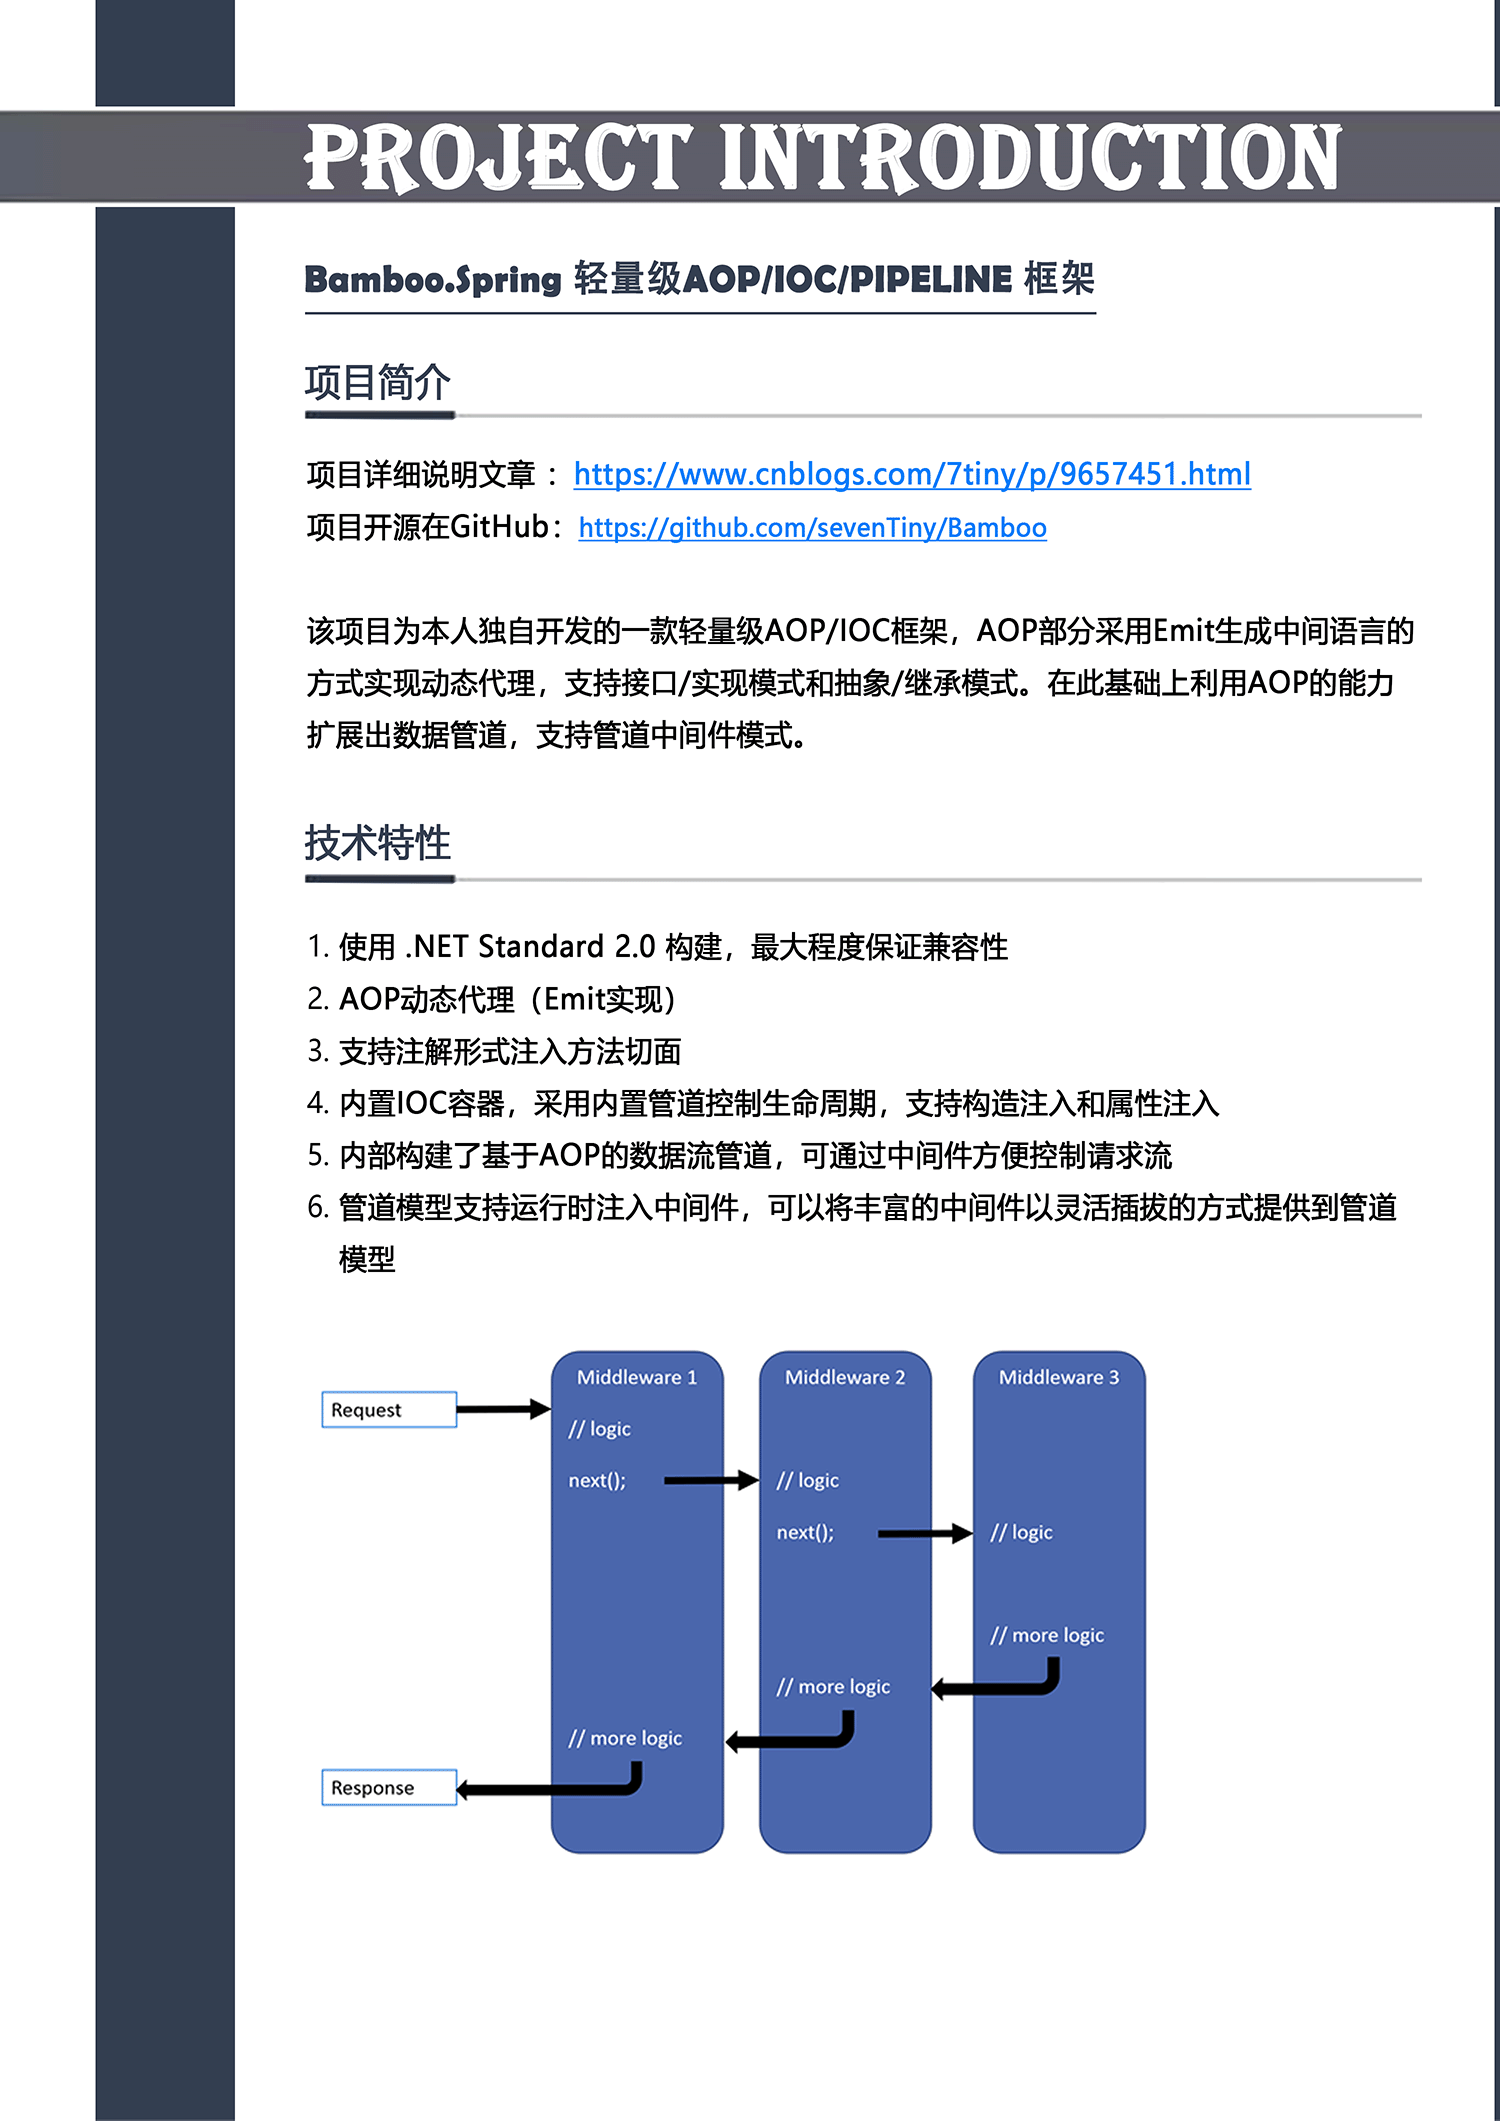 PROJECT INTRODUCTION
Bamboo.Spring 轻量级AOP/IOC/PIPELINE 框架
项目简介
项目详细说明文章 ： https://www.cnblogs.com/7tiny/p/9657451.html
项目开源在GitHub： https://github.com/sevenTiny/Bamboo
该项目为本人独自开发的一款轻量级AOP/IOC框架，AOP部分采用Emit生成中间语言的
方式实现动态代理，支持接口/实现模式和抽象/继承模式。在此基础上利用AOP的能力
扩展出数据管道，支持管道中间件模式。
技术特性
1. 使用 .NET Standard 2.0 构建，最大程度保证兼容性
2. AOP动态代理（Emit实现）
3. 支持注解形式注入方法切面
4. 内置IOC容器，采用内置管道控制生命周期，支持构造注入和属性注入
5. 内部构建了基于AOP的数据流管道，可通过中间件方便控制请求流
6. 管道模型支持运行时注入中间件，可以将丰富的中间件以灵活插拔的方式提供到管道
模型
Request
Middleware 1
// logic
next();
// more logic
Middleware 2
// logic
next();
// more logic
Middleware 3
// logic
// more logic
Response